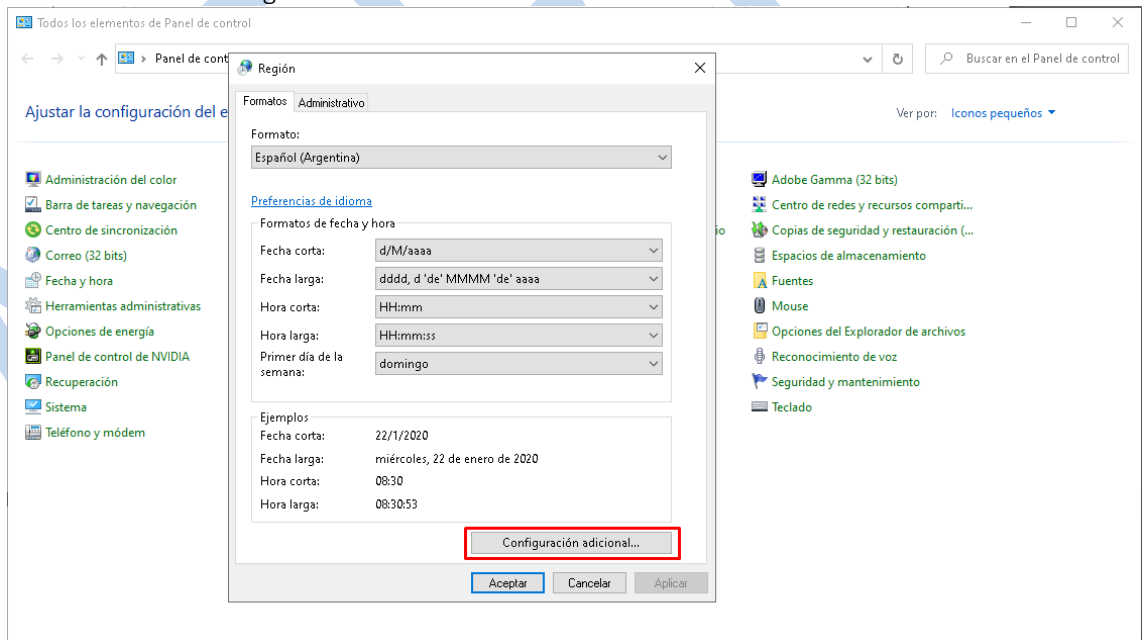 Todos los elementos de Panel de control
Panel de cont
Buscar en el Panel de control
Ajustar la configuración del e
Ver por: Iconos pequeños
Administración del color
Barra de tareas y navegación
Centro de sincronización
Correo (32 bits)
Fecha y hora
Herramientas administrativas
Opciones de energía
Panel de control de NVIDIA
Recuperación
Sistema
Teléfono y módem
Región
Formatos Administrativo
Formato:
Español (Argentina)
Preferencias de idioma
Formatos de fecha y hora
Fecha corta: d/M/aaaa
Fecha larga: dddd, d 'de' MMMM 'de' aaaa
Hora corta: HH:mm
Hora larga: HH:mm:ss
Primer día de la
semana: domingo
Ejemplos
Fecha corta: 22/1/2020
Fecha larga: miércoles, 22 de enero de 2020
Hora corta: 08:30
Hora larga: 08:30:53
Configuración adicional...
Aceptar Cancelar Aplicar
io
Adobe Gamma (32 bits)
Centro de redes y recursos comparti...
Copias de seguridad y restauración (...
Espacios de almacenamiento
Fuentes
Mouse
Opciones del Explorador de archivos
Reconocimiento de voz
Seguridad y mantenimiento
Teclado